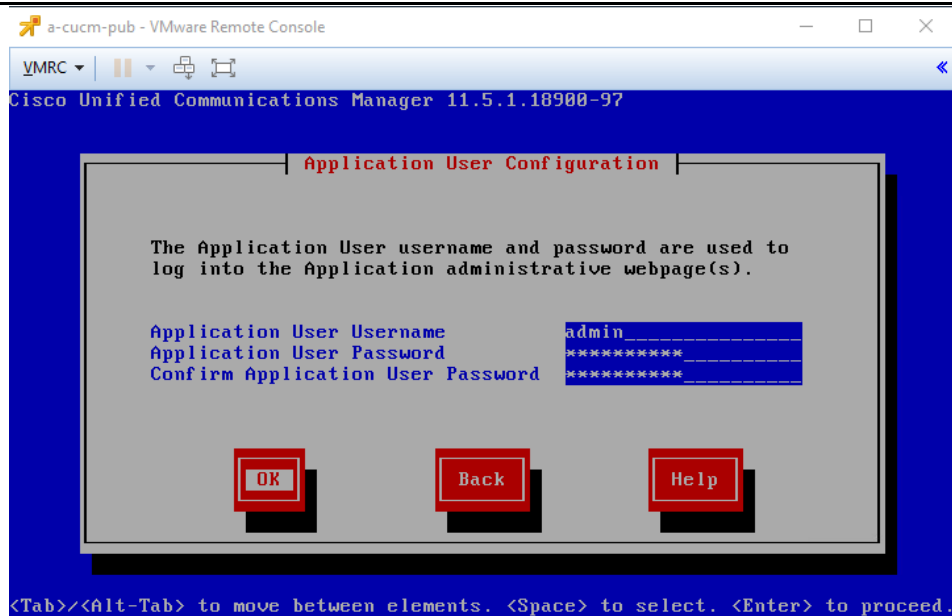 a-cucm-pub - VMware Remote Console
VMRC
Cisco Unified Communications Manager 11.5.1.18900-97
Application User Configuration
The Application User username and password are used to
log into the Application administrative webpage(s).
Application User Username admin_______________
Application User Password **********__________
Confirm Application User Password **********__________
OK Back Help
<Tab>/<Alt-Tab> to move between elements. <Space> to select. <Enter> to proceed.